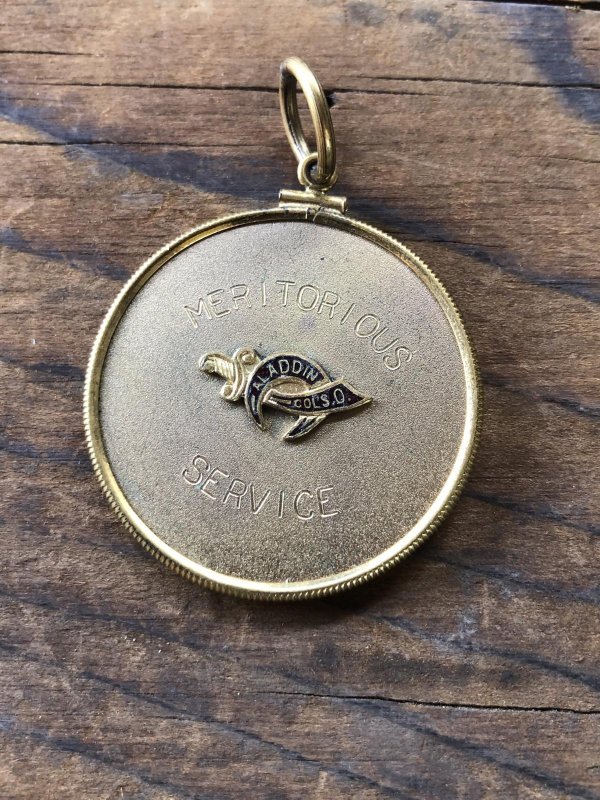 MERITORIOUS
ALADDIN
COL'S.O.
SERVICE